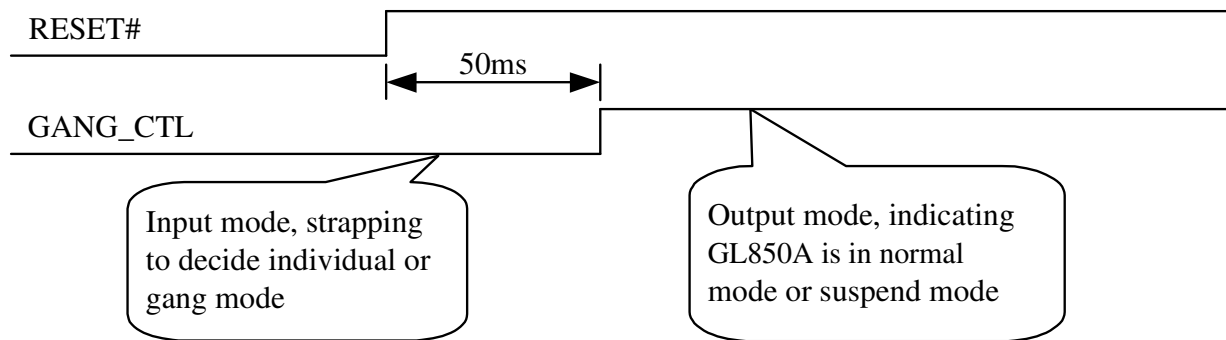 RESET#
50ms
GANG_CTL
Input mode, strapping
to decide individual or
gang mode
Output mode, indicating
GL850A is in normal
mode or suspend mode